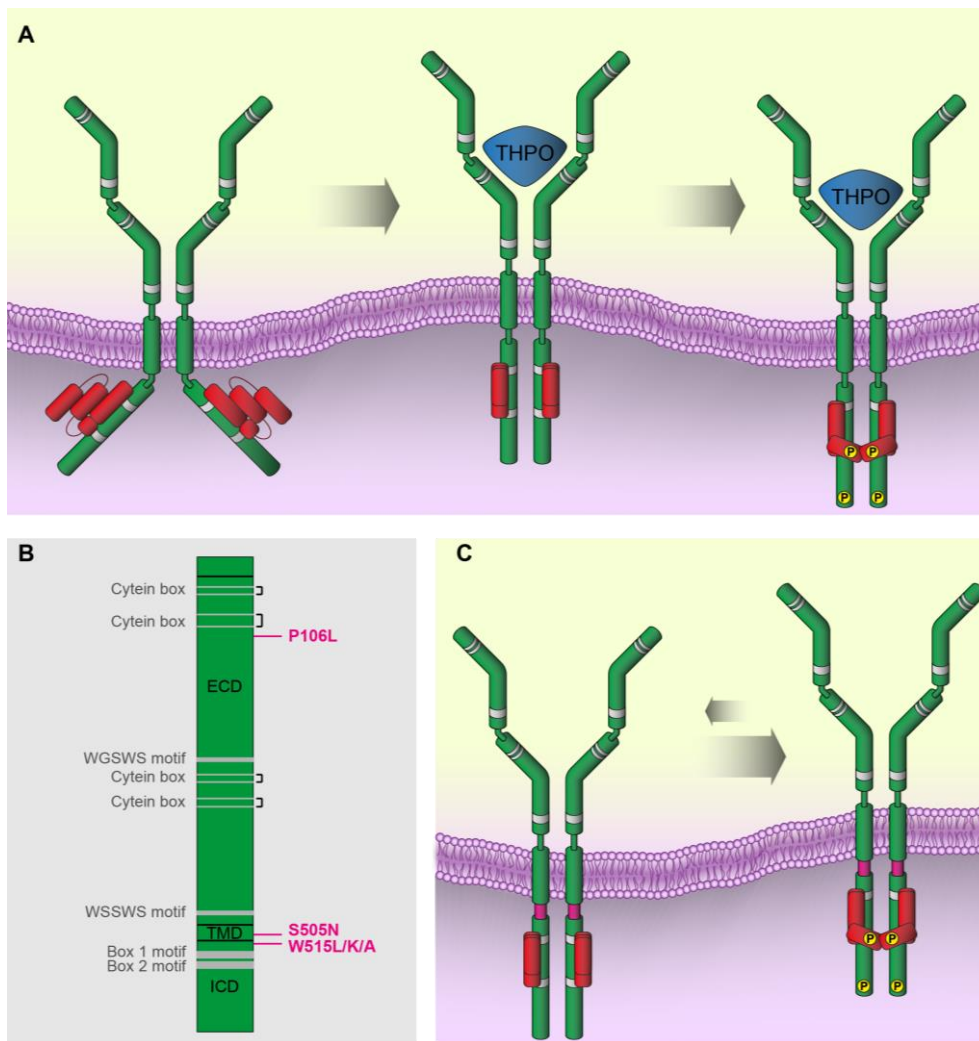 A
THPO
THPO
P
P
P
P
B
Cytein box
Cytein box
P106L
ECD
WGSWS motif
Cytein box
Cytein box
WSSWS motif
TMD
S505N
W515L/K/A
Box 1 motif
Box 2 motif
ICD
C
P
P
P
P